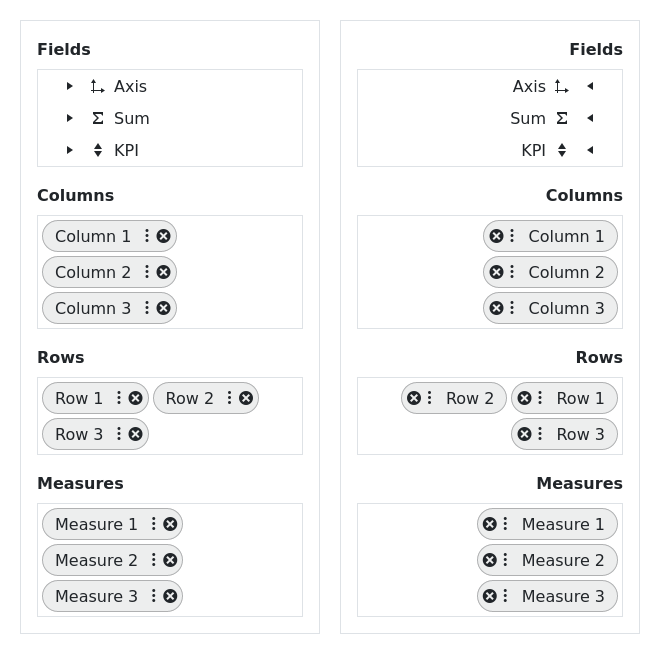 Fields
Axis
Σ Sum
KPI
Columns
Column 1
Column 2
Column 3
Rows
Row 1 Row 2
Row 3
Measures
Measure 1
Measure 2
Measure 3
Fields
Axis
Sum Σ
KPI
Columns
Column 1
Column 2
Column 3
Rows
Row 2 Row 1
Row 3
Measures
Measure 1
Measure 2
Measure 3